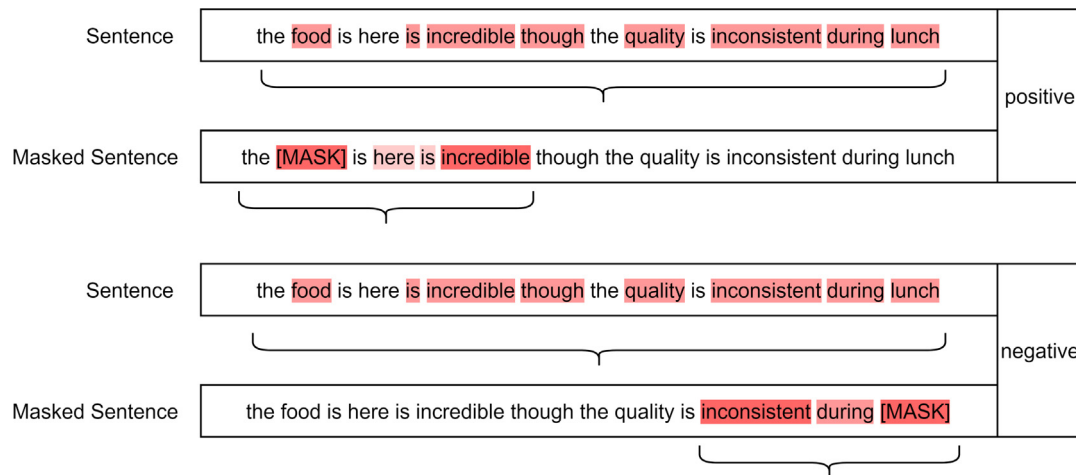 Sentence
the food is here is incredible though the quality is inconsistent during lunch
positive
Masked Sentence
the [MASK] is here is incredible though the quality is inconsistent during lunch
Sentence
the food is here is incredible though the quality is inconsistent during lunch
negative
Masked Sentence
the food is here is incredible though the quality is inconsistent during [MASK]